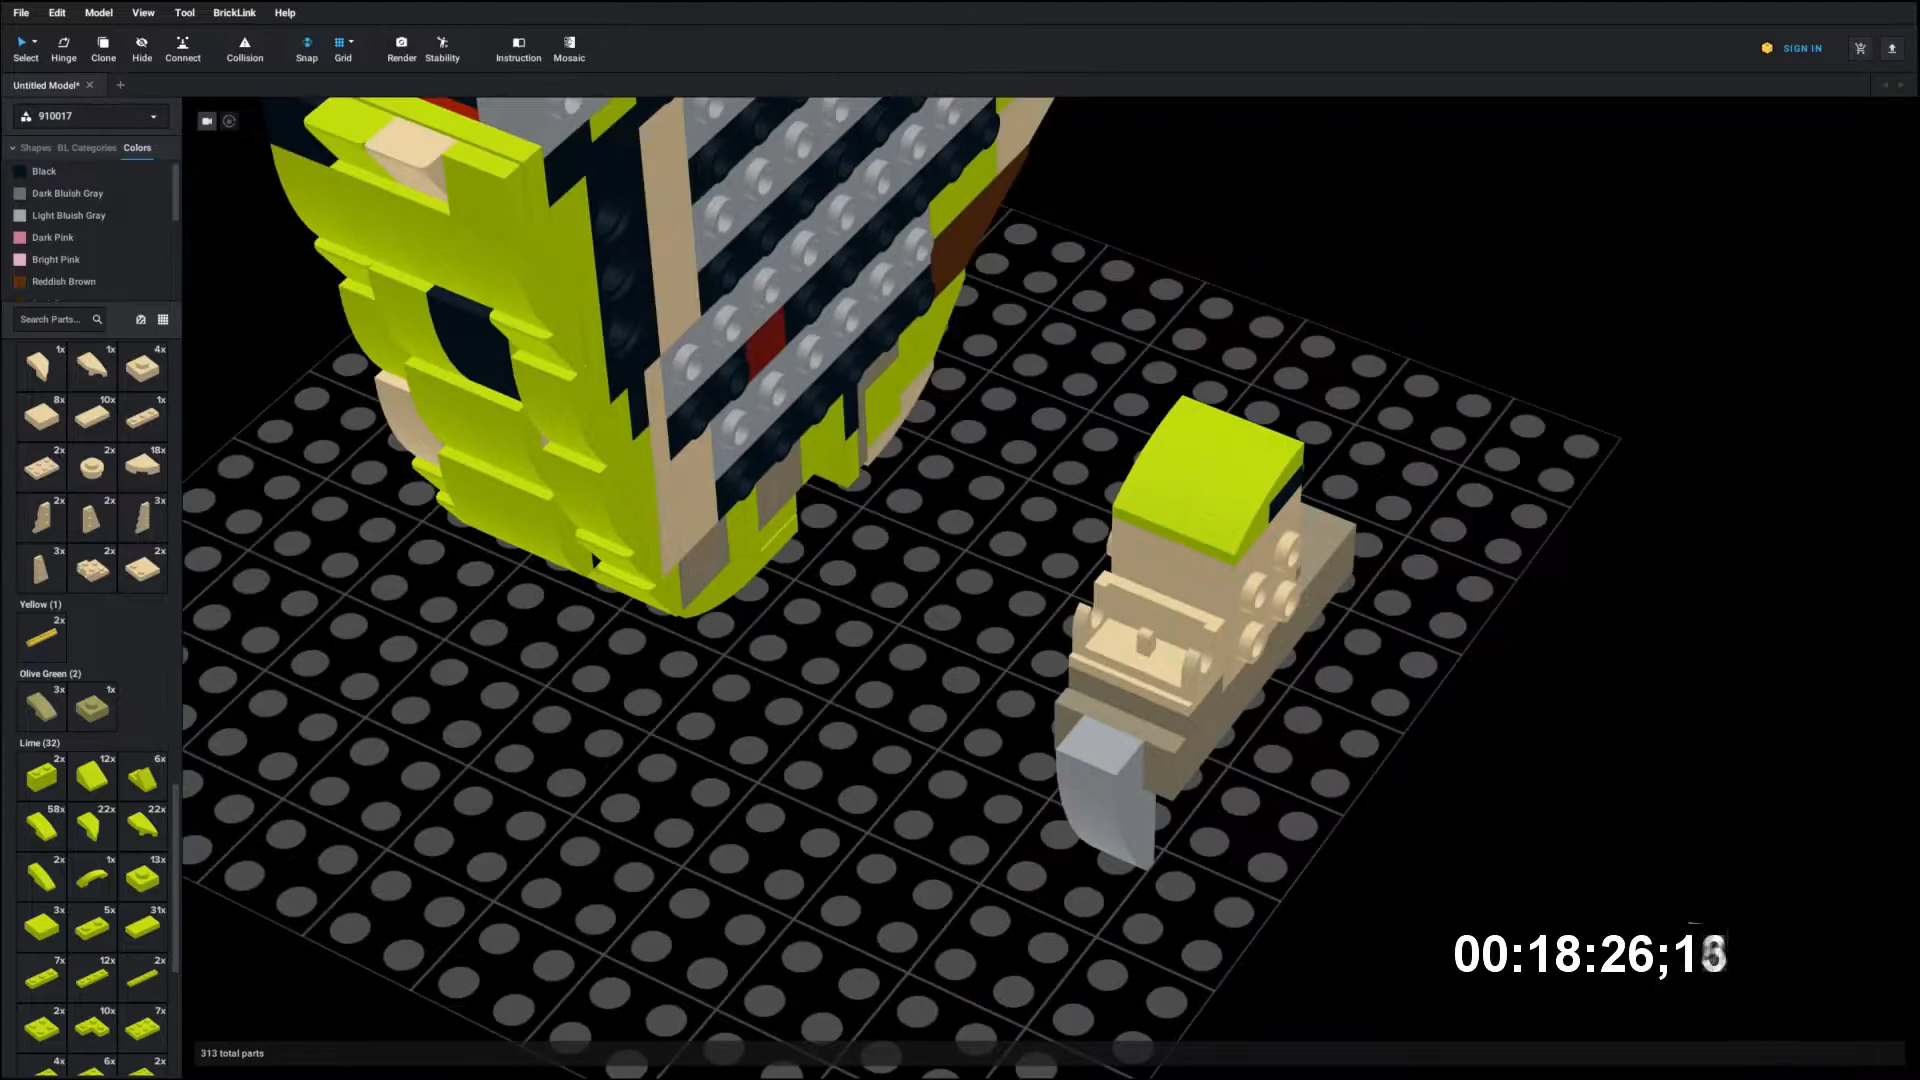 File Edit Model View Tool BrickLink Help
Select Hinge Clone Hide Connect Collision Snap Grid Render Stability Instruction Mosaic
SIGN IN
Untitled Model*
910017
Shapes BL Categories Colors
Black
Dark Bluish Gray
Light Bluish Gray
Dark Pink
Bright Pink
Reddish Brown
Search Parts...
1x 1x 4x
8x 10x 1x
2x 2x 18x
2x 2x 3x
3x 2x 2x
Yellow (1)
2x
Olive Green (2)
3x 1x
Lime (32)
2x 12x 6x
58x 22x 22x
2x 1x 13x
3x 5x 31x
7x 12x 2x
2x 10x 7x
4x 6x 2x
313 total parts